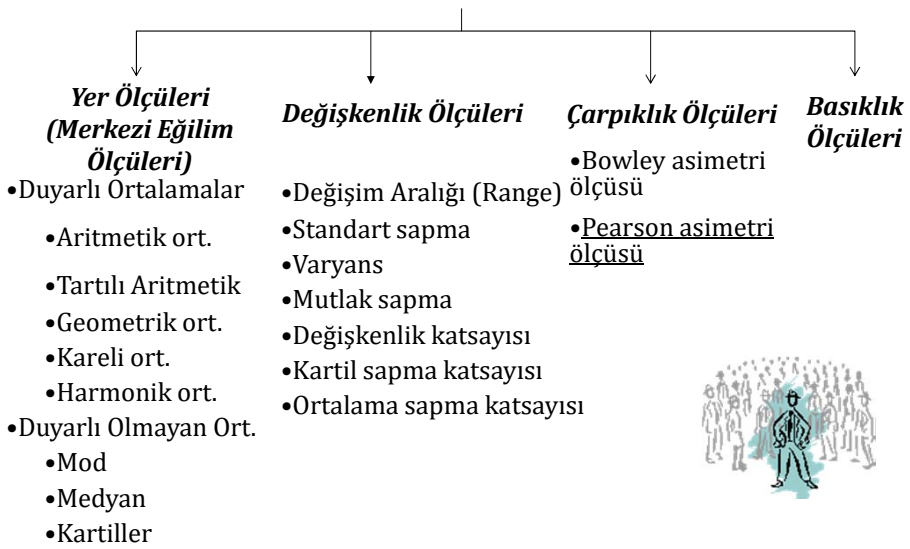 Yer Ölçüleri
(Merkezi Eğilim
Ölçüleri)
•Duyarlı Ortalamalar
•Aritmetik ort.
•Tartılı Aritmetik
•Geometrik ort.
•Kareli ort.
•Harmonik ort.
•Duyarlı Olmayan Ort.
•Mod
•Medyan
•Kartiller
Değişkenlik Ölçüleri
•Değişim Aralığı (Range)
•Standart sapma
•Varyans
•Mutlak sapma
•Değişkenlik katsayısı
•Kartil sapma katsayısı
•Ortalama sapma katsayısı
Çarpıklık Ölçüleri
•Bowley asimetri
ölçüsü
•Pearson asimetri
ölçüsü
Basıklık
Ölçüleri